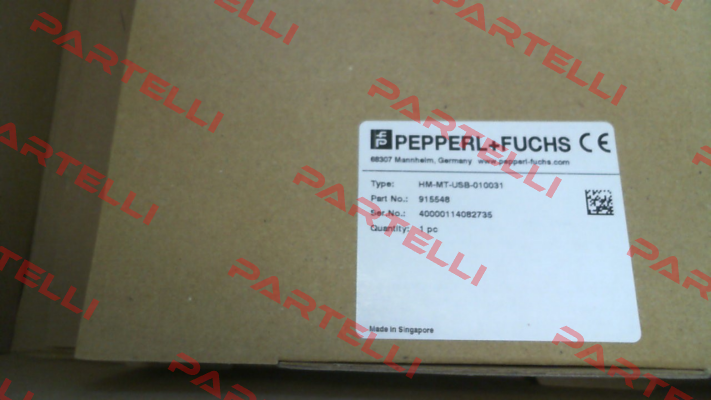 PEPPERL+FUCHS CE
68307 Mannheim, Germany www.pepperl-fuchs.com
Type: HM-MT-USB-010031
Part No.: 915548
Ser.No.: 40000114082735
Quantity: 1 pc
Made in Singapore
PARTELLI
PARTELLI
PARTELLI
PARTELLI
PARTELLI
PARTELLI
PARTELLI
PARTELLI